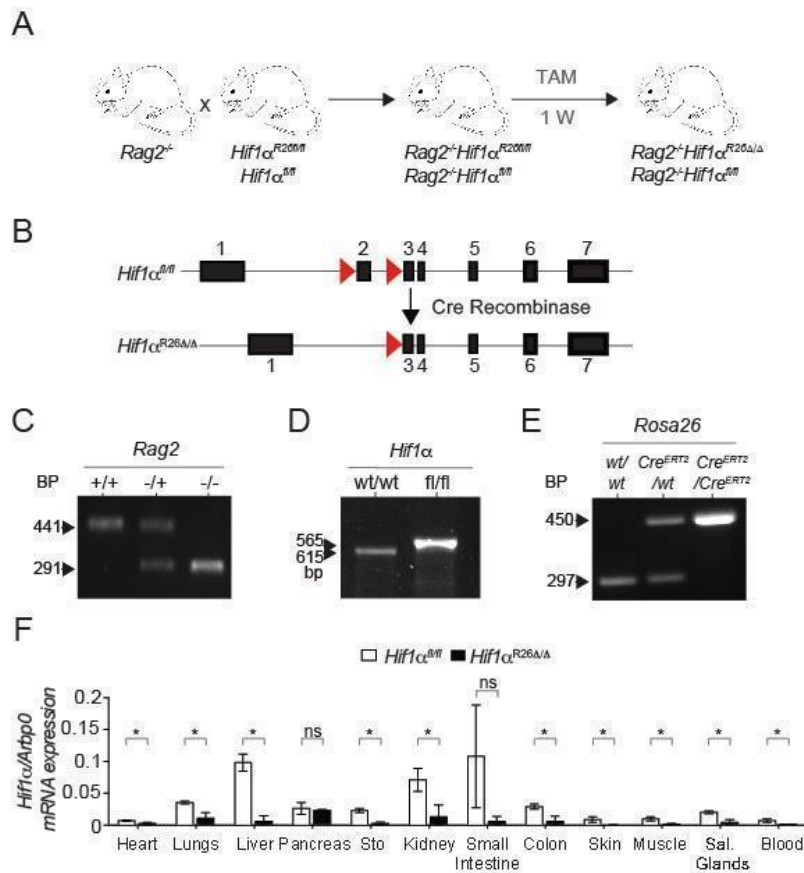 A
TAM
x
1 W
Rag2-/-
Hif1αR26fl/fl
Rag2-/-Hif1αR26fl/fl
Rag2-/-Hif1αR26Δ/Δ
Hif1αfl/fl
Rag2-/-Hif1αfl/fl
Rag2-/-Hif1αfl/fl
B
1 2 3 4 5 6 7
Hif1αfl/fl
Cre Recombinase
Hif1αR26Δ/Δ
1 3 4 5 6 7
C
Rag2
BP +/+ -/+ -/-
441
291
D
Hif1α
wt/wt fl/fl
565
615
bp
E
Rosa26
wt/ CreERT2 CreERT2
BP wt /wt /CreERT2
450
297
F
Hif1αfl/fl Hif1αR26Δ/Δ
Hif1α/Arbp0
mRNA expression
0.2
0.15
0.1
0.05
0
* * * ns * * ns * * * * *
Heart Lungs Liver Pancreas Sto Kidney Small Colon Skin Muscle Sal. Blood
Intestine Glands